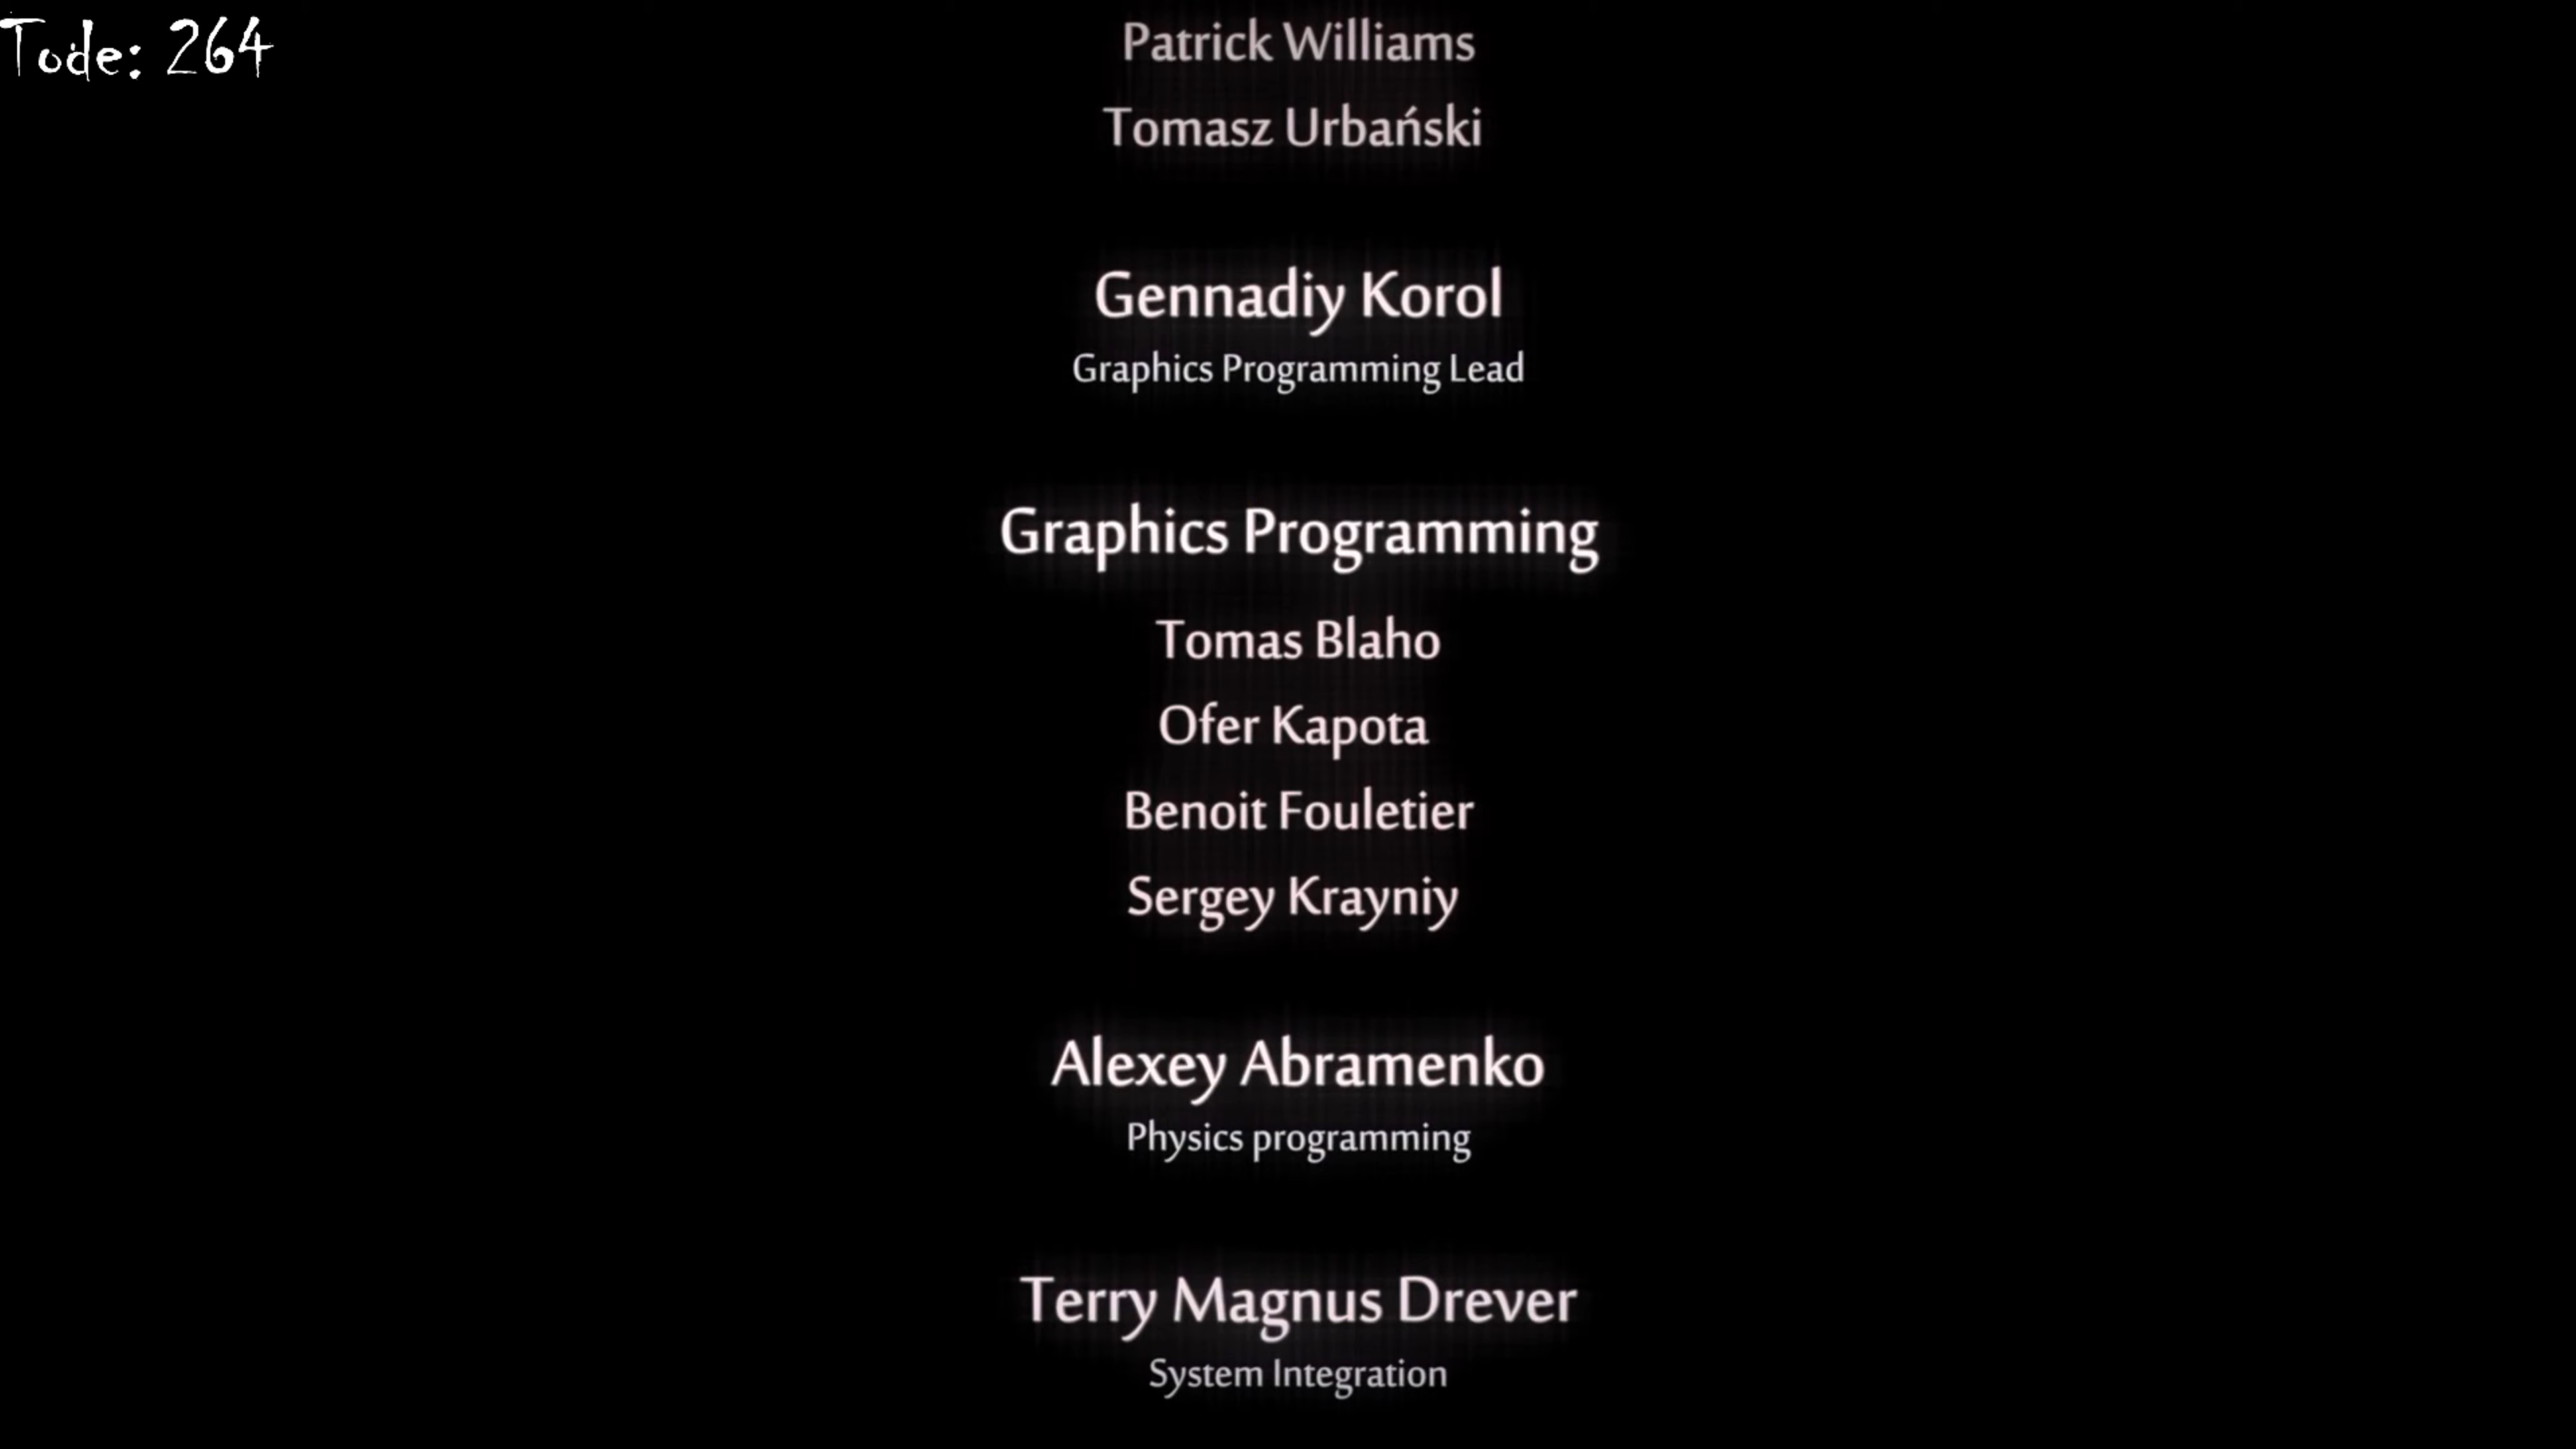 Tode: 264
Patrick Williams
Tomasz Urbański
Gennadiy Korol
Graphics Programming Lead
Graphics Programming
Tomas Blaho
Ofer Kapota
Benoit Fouletier
Sergey Krayniy
Alexey Abramenko
Physics programming
Terry Magnus Drever
System Integration